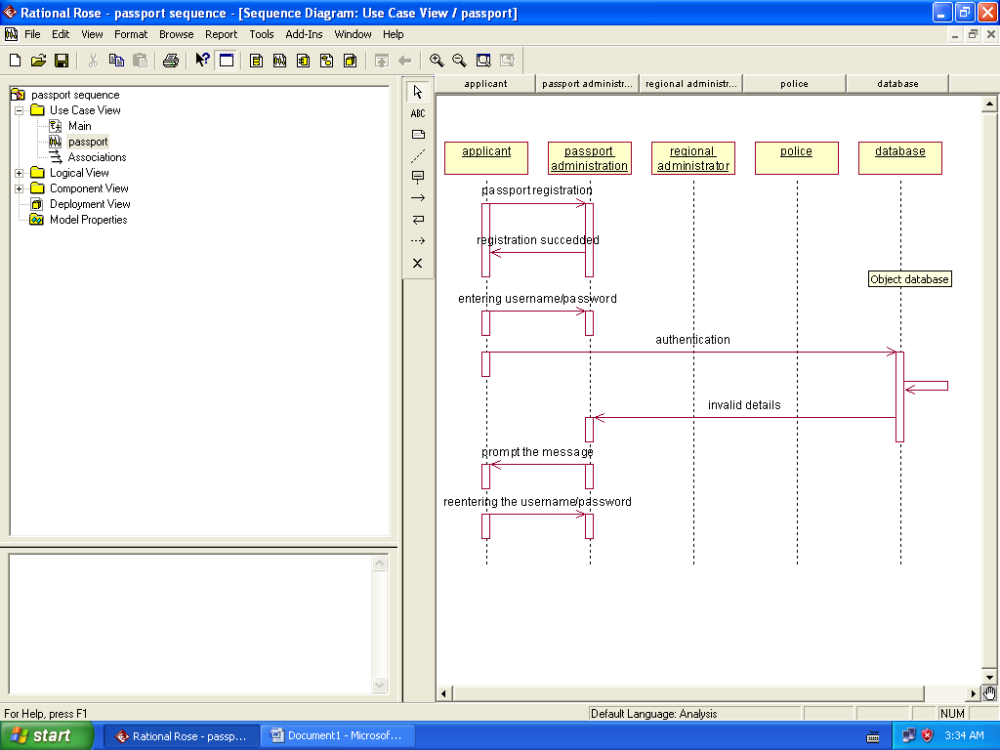 Rational Rose - passport sequence - [Sequence Diagram: Use Case View / passport]
File Edit View Format Browse Report Tools Add-Ins Window Help
applicant passport administr... regional administr... police database
passport sequence
Use Case View
Main
passport
Associations
Logical View
Component View
Deployment View
Model Properties
ABC
applicant
passport
administration
regional
administrator
police
database
passport registration
registration succedded
Object database
entering username/password
authentication
invalid details
prompt the message
reentering the username/password
For Help, press F1
Default Language: Analysis
NUM
start
Rational Rose - passp...
Document1 - Microsof...
3:34 AM